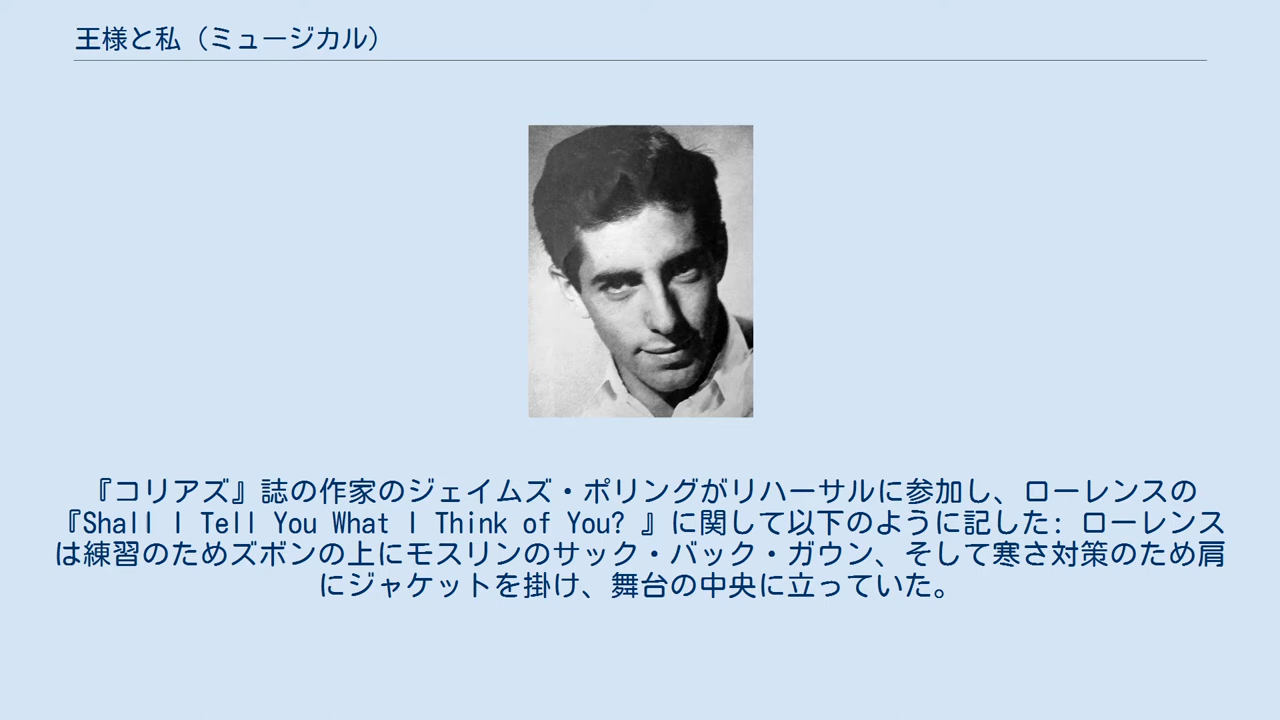 王様と私（ミュージカル）
『コリアズ』誌の作家のジェイムズ・ポリングがリハーサルに参加し、ローレンスの
『Shall I Tell You What I Think of You? 』に関して以下のように記した: ローレンス
は練習のためズボンの上にモスリンのサック・バック・ガウン、そして寒さ対策のため肩
にジャケットを掛け、舞台の中央に立っていた。